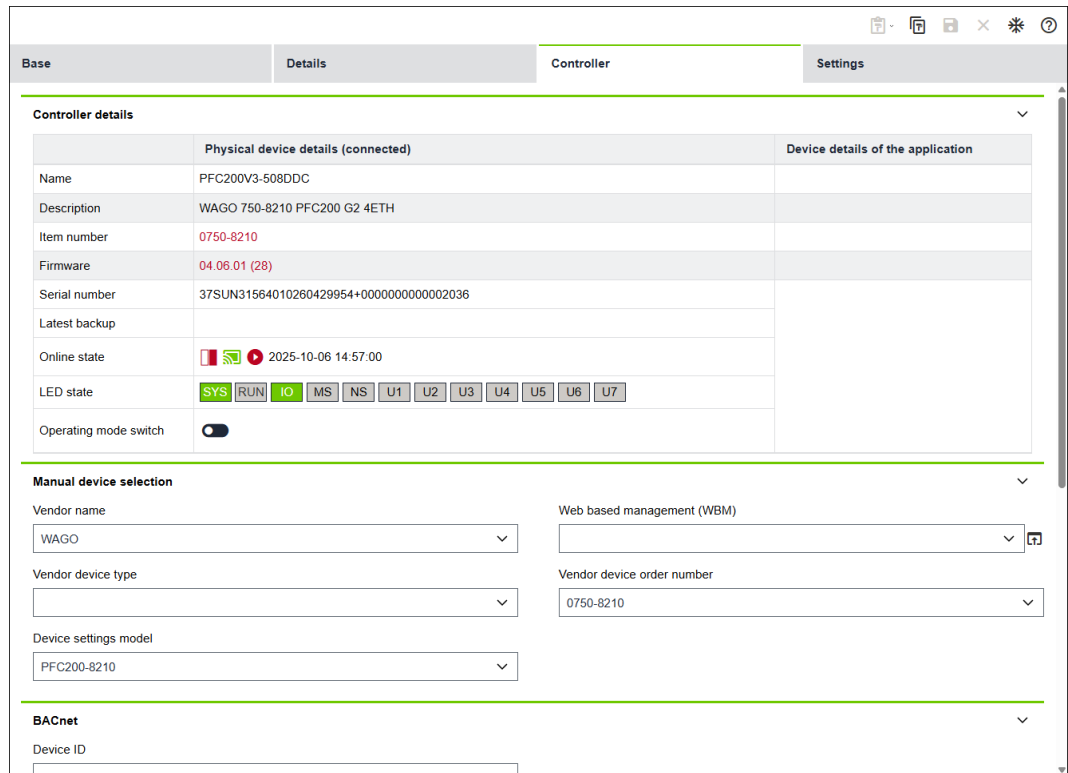 Base Details Controller Settings
Controller details
Physical device details (connected) Device details of the application
Name PFC200V3-508DDC
Description WAGO 750-8210 PFC200 G2 4ETH
Item number 0750-8210
Firmware 04.06.01 (28)
Serial number 37SUN31564010260429954+0000000000002036
Latest backup
Online state 2025-10-06 14:57:00
LED state SYS RUN IO MS NS U1 U2 U3 U4 U5 U6 U7
Operating mode switch
Manual device selection
Vendor name Web based management (WBM)
WAGO
Vendor device type Vendor device order number
0750-8210
Device settings model
PFC200-8210
BACnet
Device ID